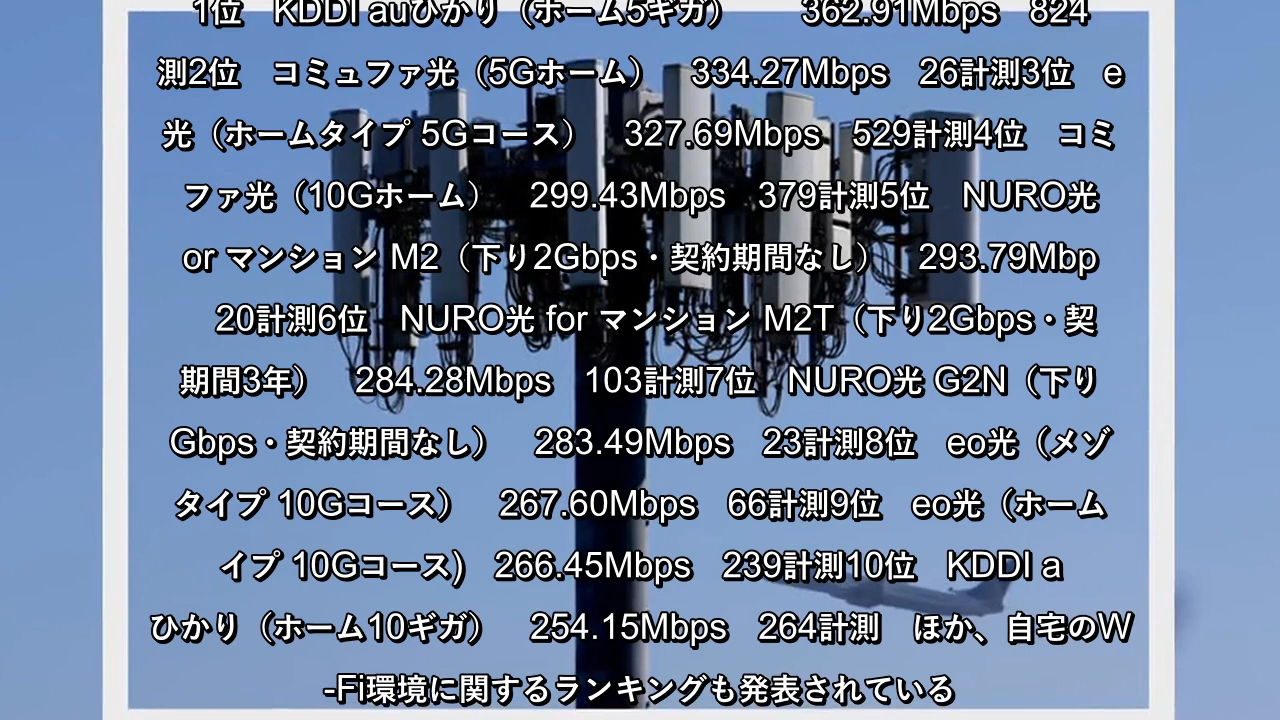 1位　KDDI auひかり（ホーム5ギガ）　　362.91Mbps　824
測2位　コミュファ光（5Gホーム）　334.27Mbps　26計測3位　e
光（ホームタイプ 5Gコース）　327.69Mbps　529計測4位　コミ
ファ光（10Gホーム）　299.43Mbps　379計測5位　NURO光
or マンション M2（下り2Gbps・契約期間なし）　293.79Mbp
20計測6位　NURO光 for マンション M2T（下り2Gbps・契
期間3年）　284.28Mbps　103計測7位　NURO光 G2N（下り
Gbps・契約期間なし）　283.49Mbps　23計測8位　eo光（メゾ
タイプ 10Gコース）　267.60Mbps　66計測9位　eo光（ホーム
イプ 10Gコース)　266.45Mbps　239計測10位　KDDI a
ひかり（ホーム10ギガ）　254.15Mbps　264計測　ほか、自宅のW
-Fi環境に関するランキングも発表されている